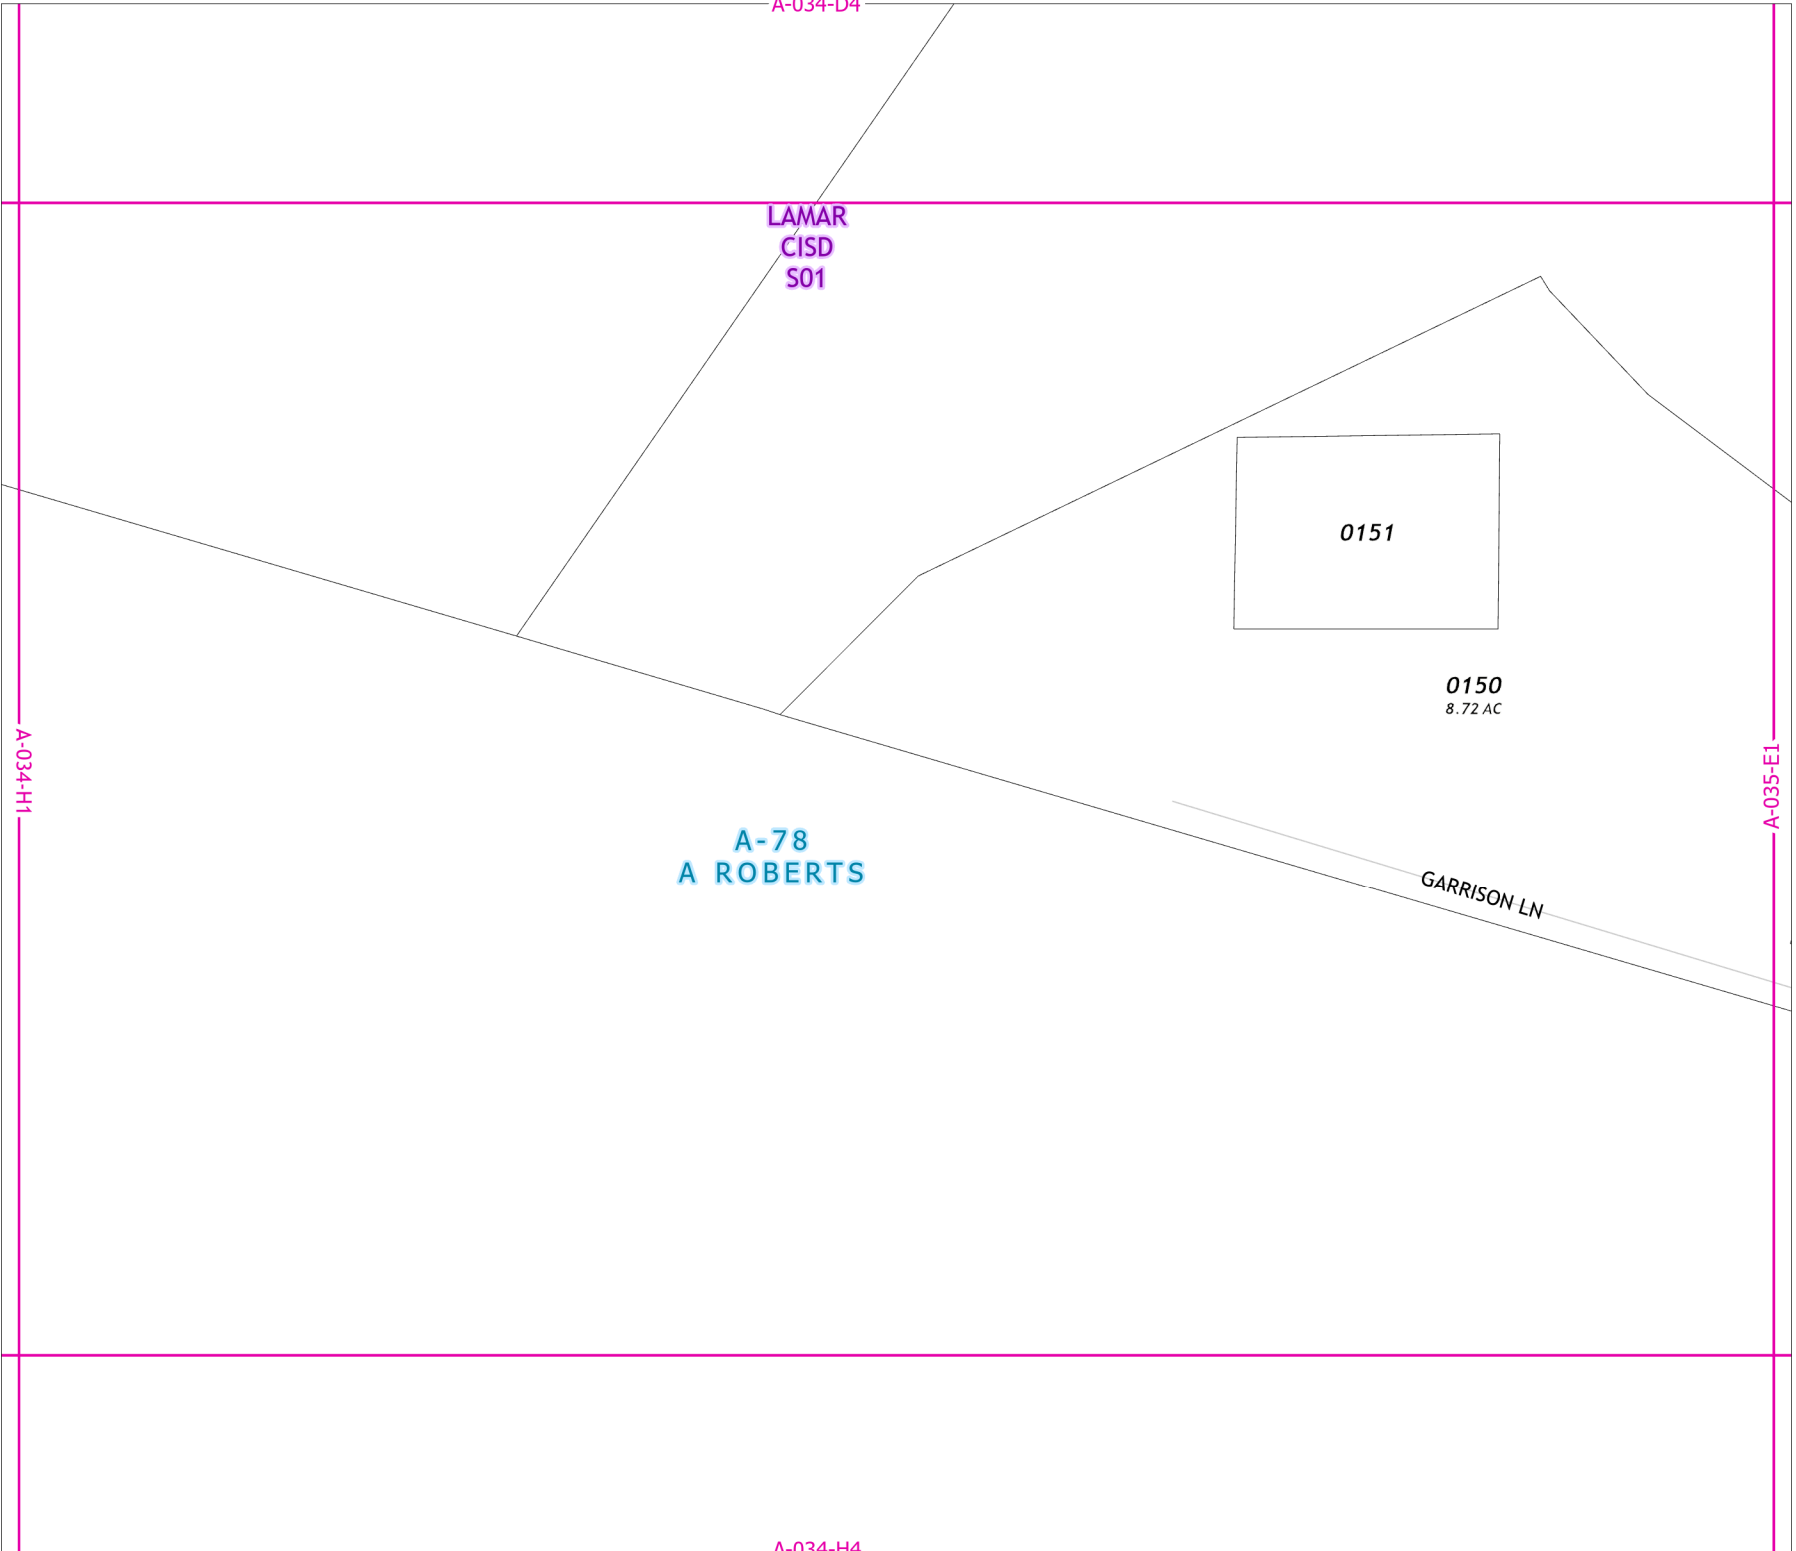 A-034-D4
LAMAR
CISD
S01
0151
0150
8.72 AC
A-034-H1
A-035-E1
A-78
A ROBERTS
GARRISON LN
A-034-H4